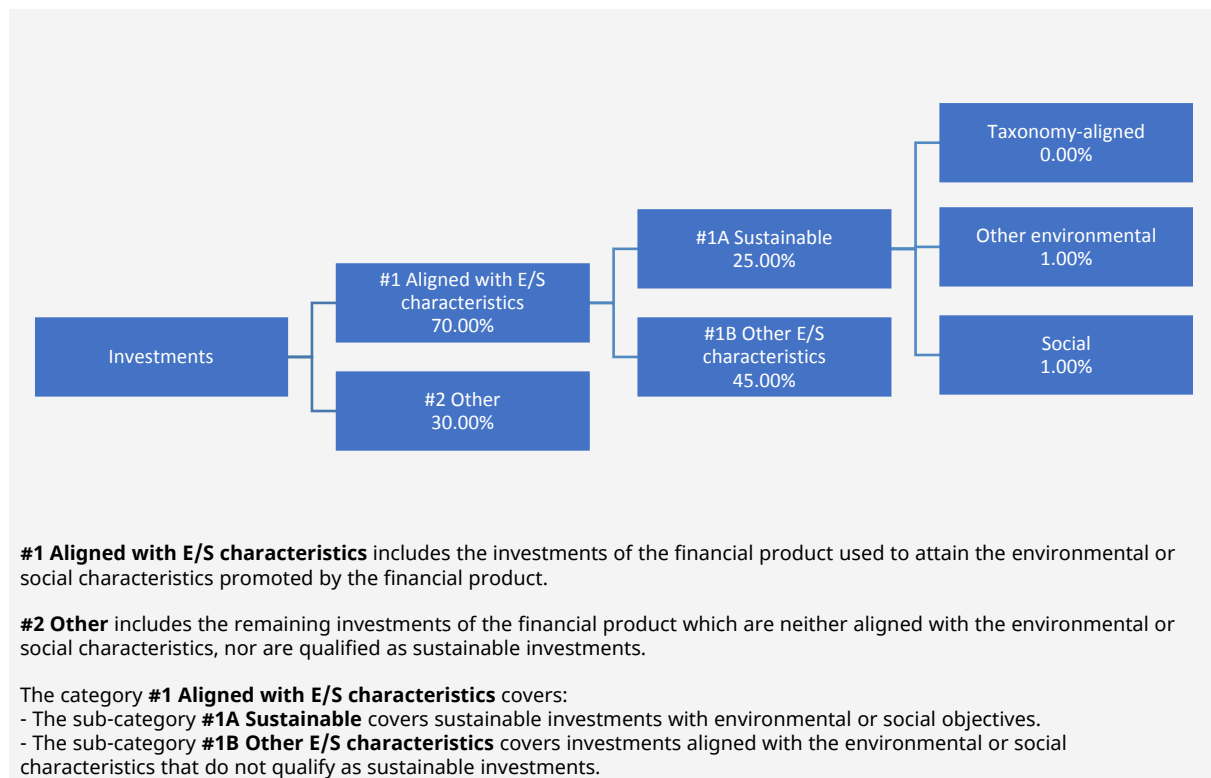 Taxonomy-aligned
0.00%
#1A Sustainable
25.00%
Other environmental
1.00%
#1 Aligned with E/S
characteristics
70.00%
Investments
#1B Other E/S
characteristics
45.00%
Social
1.00%
#2 Other
30.00%
#1 Aligned with E/S characteristics includes the investments of the financial product used to attain the environmental or
social characteristics promoted by the financial product.
#2 Other includes the remaining investments of the financial product which are neither aligned with the environmental or
social characteristics, nor are qualified as sustainable investments.
The category #1 Aligned with E/S characteristics covers:
- The sub-category #1A Sustainable covers sustainable investments with environmental or social objectives.
- The sub-category #1B Other E/S characteristics covers investments aligned with the environmental or social
characteristics that do not qualify as sustainable investments.